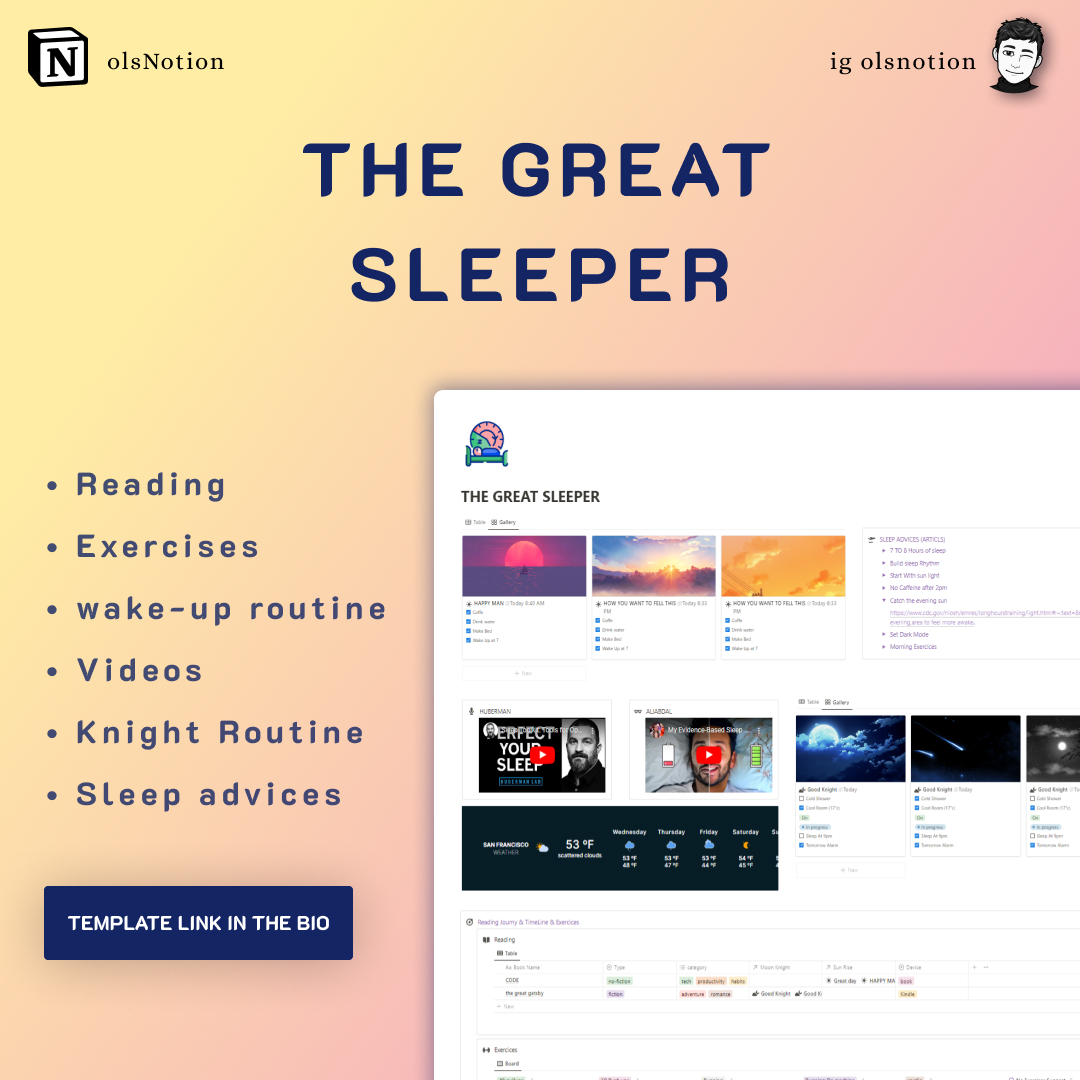 N
olsNotion
ig olsnotion
THE GREAT
SLEEPER
• Reading
• Exercises
• wake-up routine
• Videos
• Knight Routine
• Sleep advices
TEMPLATE LINK IN THE BIO
THE GREAT SLEEPER
Table Gallery
HAPPY MAN @Today 8:40 AM
Coffe
Drink water
Make Bed
Wake Up at 7
HOW YOU WANT TO FELL THIS @Today 8:33
PM
Coffe
Drink water
Make Bed
Wake Up at 7
HOW YOU WANT TO FELL THIS @Today 8:33
PM
Coffe
Drink water
Make Bed
Wake Up at 7
+ New
SLEEP ADVICES (ARTICLS)
7 TO 8 Hours of sleep
Build sleep Rhythm
Start With sun light
No Caffeine after 2pm
Catch the evening sun
evening,area to feel more awake.
Set Dark Mode
Morning Exercices
HUBERMAN
PERFECT
YOUR
SLEEP
HUBERMAN LAB
ALIABDAL
My Evidence-Based Sleep ...
Table Gallery
Good Knight @Today
Cold Shower
Cool Room (17°c)
On
In progress
Sleep At 9pm
Tomorrow Alarm
Good Knight @Today
Cold Shower
Cool Room (17°c)
On
In progress
Sleep At 9pm
Tomorrow Alarm
Good Knight @To
Cold Shower
Cool Room (17°c)
On
In progress
Sleep At 9pm
Tomorrow Alarm
+ New
SAN FRANCISCO
WEATHER
53 ºF
scattered clouds
Wednesday Thursday Friday Saturday Su
53 ºF 53 ºF 53 ºF 54 ºF
48 ºF 47 ºF 44 ºF 45 ºF
Reading Journy & TimeLine & Exercices
Reading
Table
Aa Book Name Type category Moon Knight Sun Rise Device + ...
CODE no-fiction tech productivity habits Great day HAPPY MA book
the great gatsby fiction adventure romance Good Knight Good K Kindle
+ New
Exercices
Board